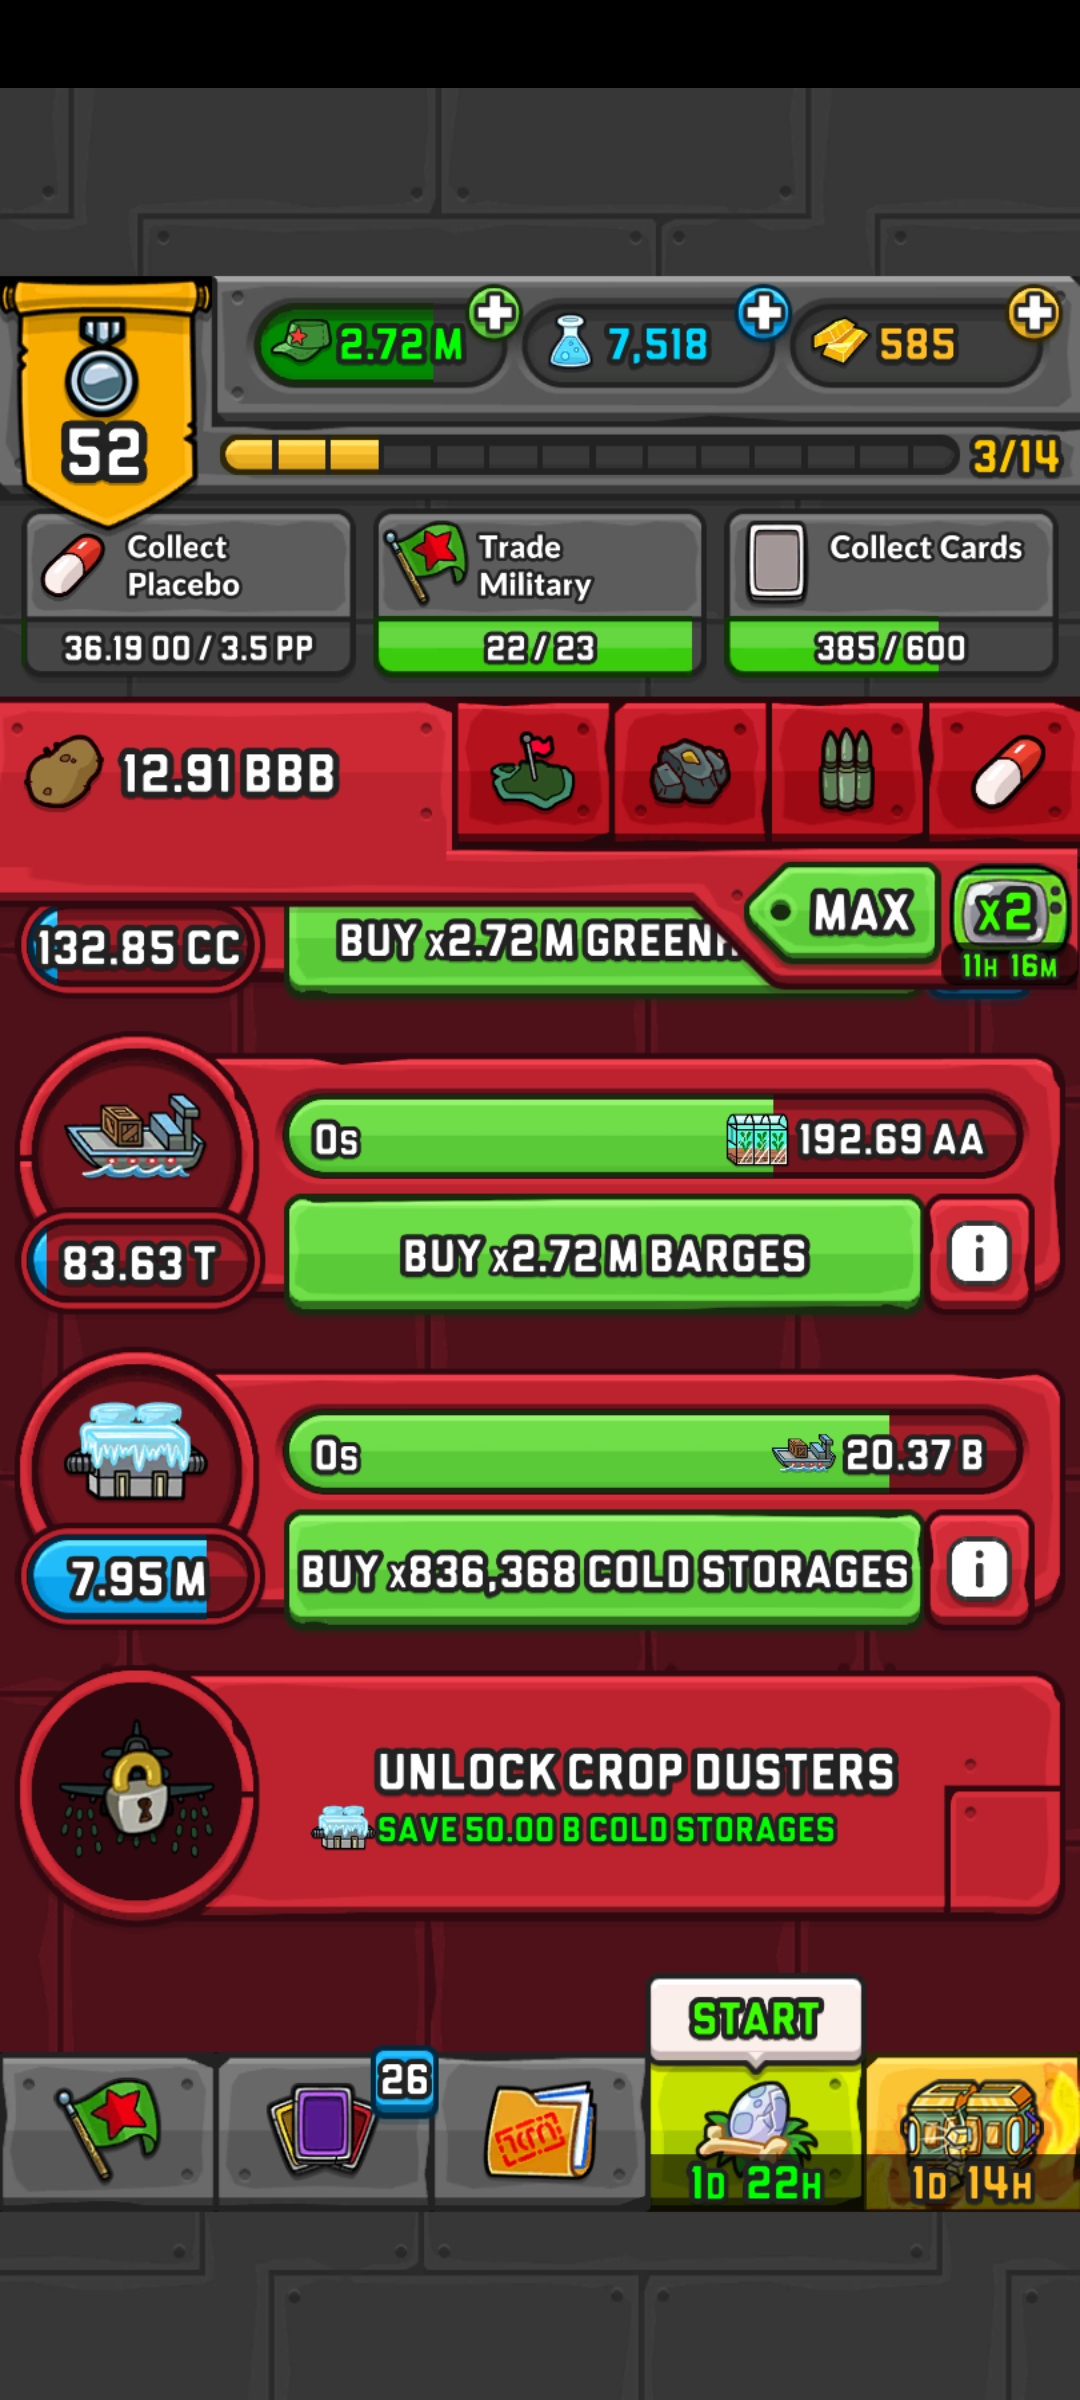 2.72 M
7,518
585
52
3/14
Collect
Placebo
36.19 OO / 3.5 PP
Trade
Military
22 / 23
Collect Cards
385 / 600
12.91 BBB
MAX
x2
11H 16M
132.85 CC
BUY x2.72 M
0s
192.69 AA
83.63 T
BUY x2.72 M BARGES
i
0s
20.37 B
7.95 M
BUY x836,368 COLD STORAGES
i
UNLOCK CROP DUSTERS
SAVE 50.00 B COLD STORAGES
START
26
1D 22H
1D 14H